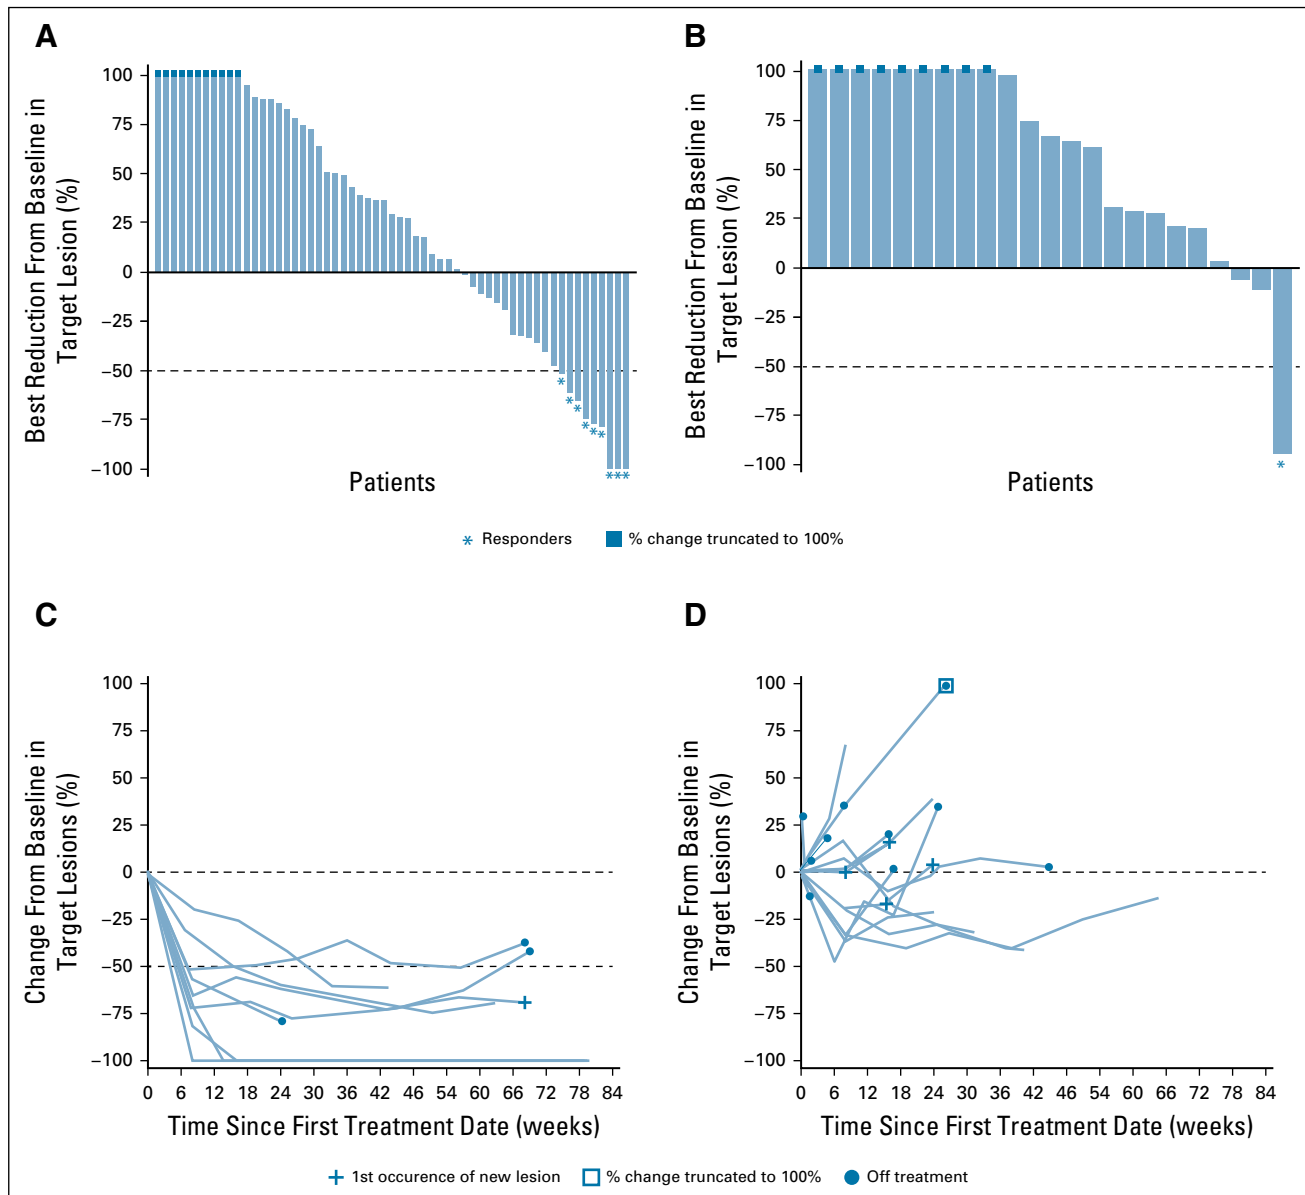 A
Best Reduction From Baseline in
Target Lesion (%)
100
75
50
25
0
−25
−50
−75
−100
*
*
*
*
*
*
***
Patients
B
Best Reduction From Baseline in
Target Lesion (%)
100
75
50
25
0
−25
−50
−75
−100
*
Patients
* Responders % change truncated to 100%
C
Change From Baseline in
Target Lesions (%)
100
75
50
25
0
−25
−50
−75
−100
0 6 12 18 24 30 36 42 48 54 60 66 72 78 84
Time Since First Treatment Date (weeks)
D
Change From Baseline in
Target Lesions (%)
100
75
50
25
0
−25
−50
−75
−100
0 6 12 18 24 30 36 42 48 54 60 66 72 78 84
Time Since First Treatment Date (weeks)
+ 1st occurence of new lesion % change truncated to 100% Off treatment